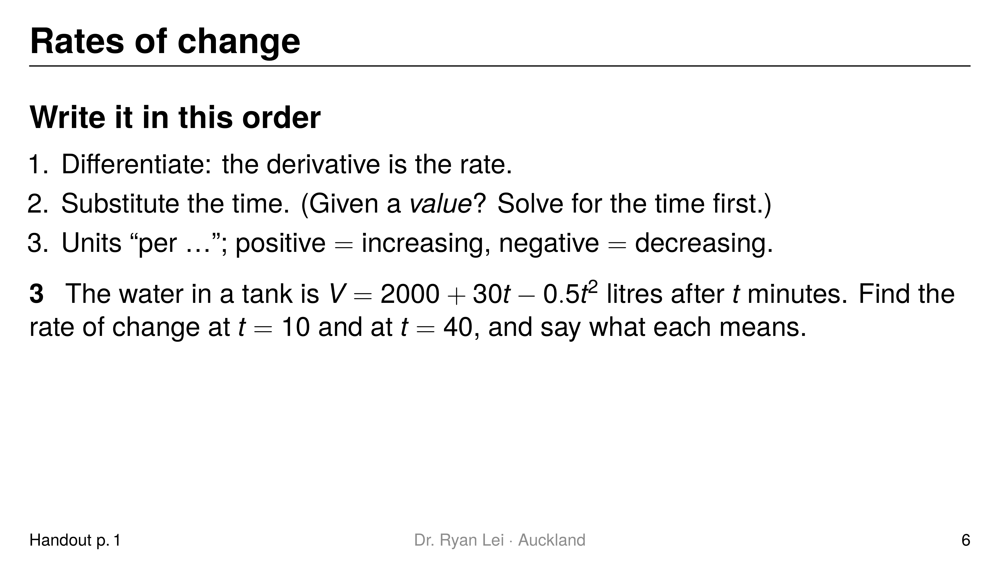 Rates of change
Write it in this order
1. Differentiate: the derivative is the rate.
2. Substitute the time. (Given a value? Solve for the time first.)
3. Units “per …”; positive = increasing, negative = decreasing.
3 The water in a tank is V = 2000 + 30t − 0.5t² litres after t minutes. Find the
rate of change at t = 10 and at t = 40, and say what each means.
Handout p. 1
Dr. Ryan Lei · Auckland
6